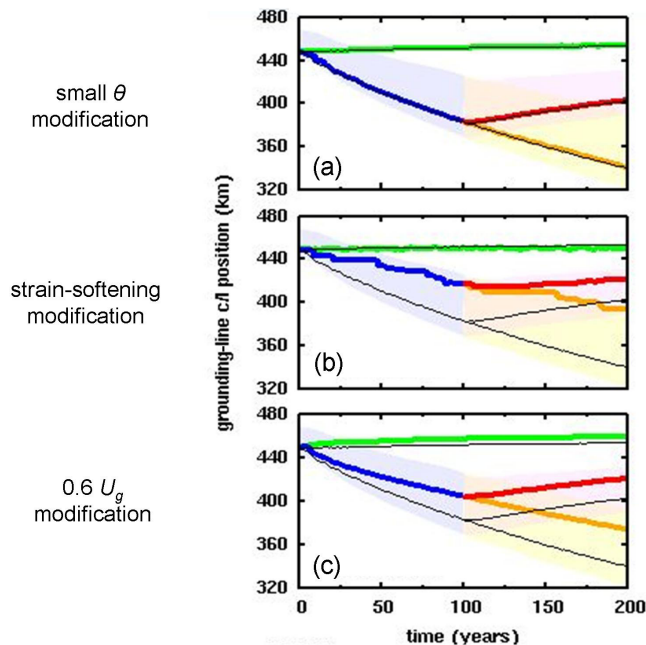 small θ
modification
480
440
400
360
320
(a)
strain-softening
modification
480
440
400
360
320
(b)
0.6 Ug
modification
480
440
400
360
320
(c)
grounding-line c/l position (km)
0 50 100 150 200
time (years)